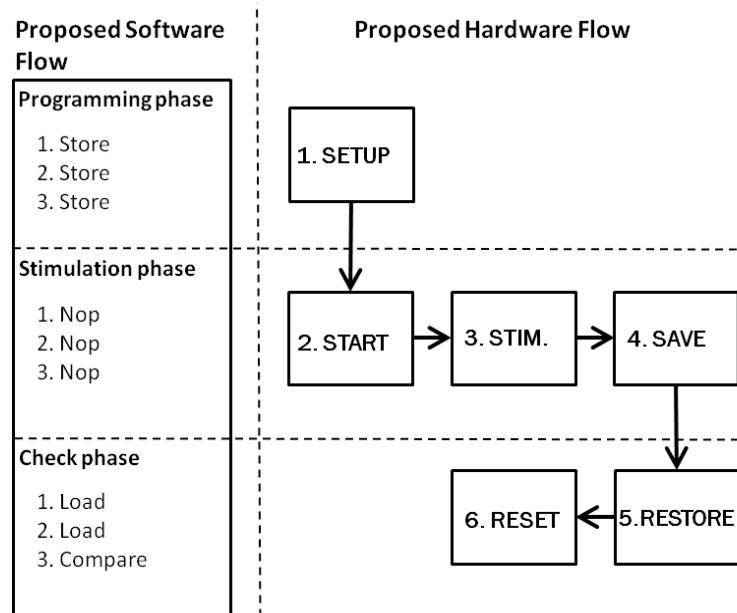 Proposed Software
Flow
Proposed Hardware Flow
Programming phase
1. Store
2. Store
3. Store
1. SETUP
Stimulation phase
1. Nop
2. Nop
3. Nop
2. START
3. STIM.
4. SAVE
Check phase
1. Load
2. Load
3. Compare
6. RESET
5.RESTORE